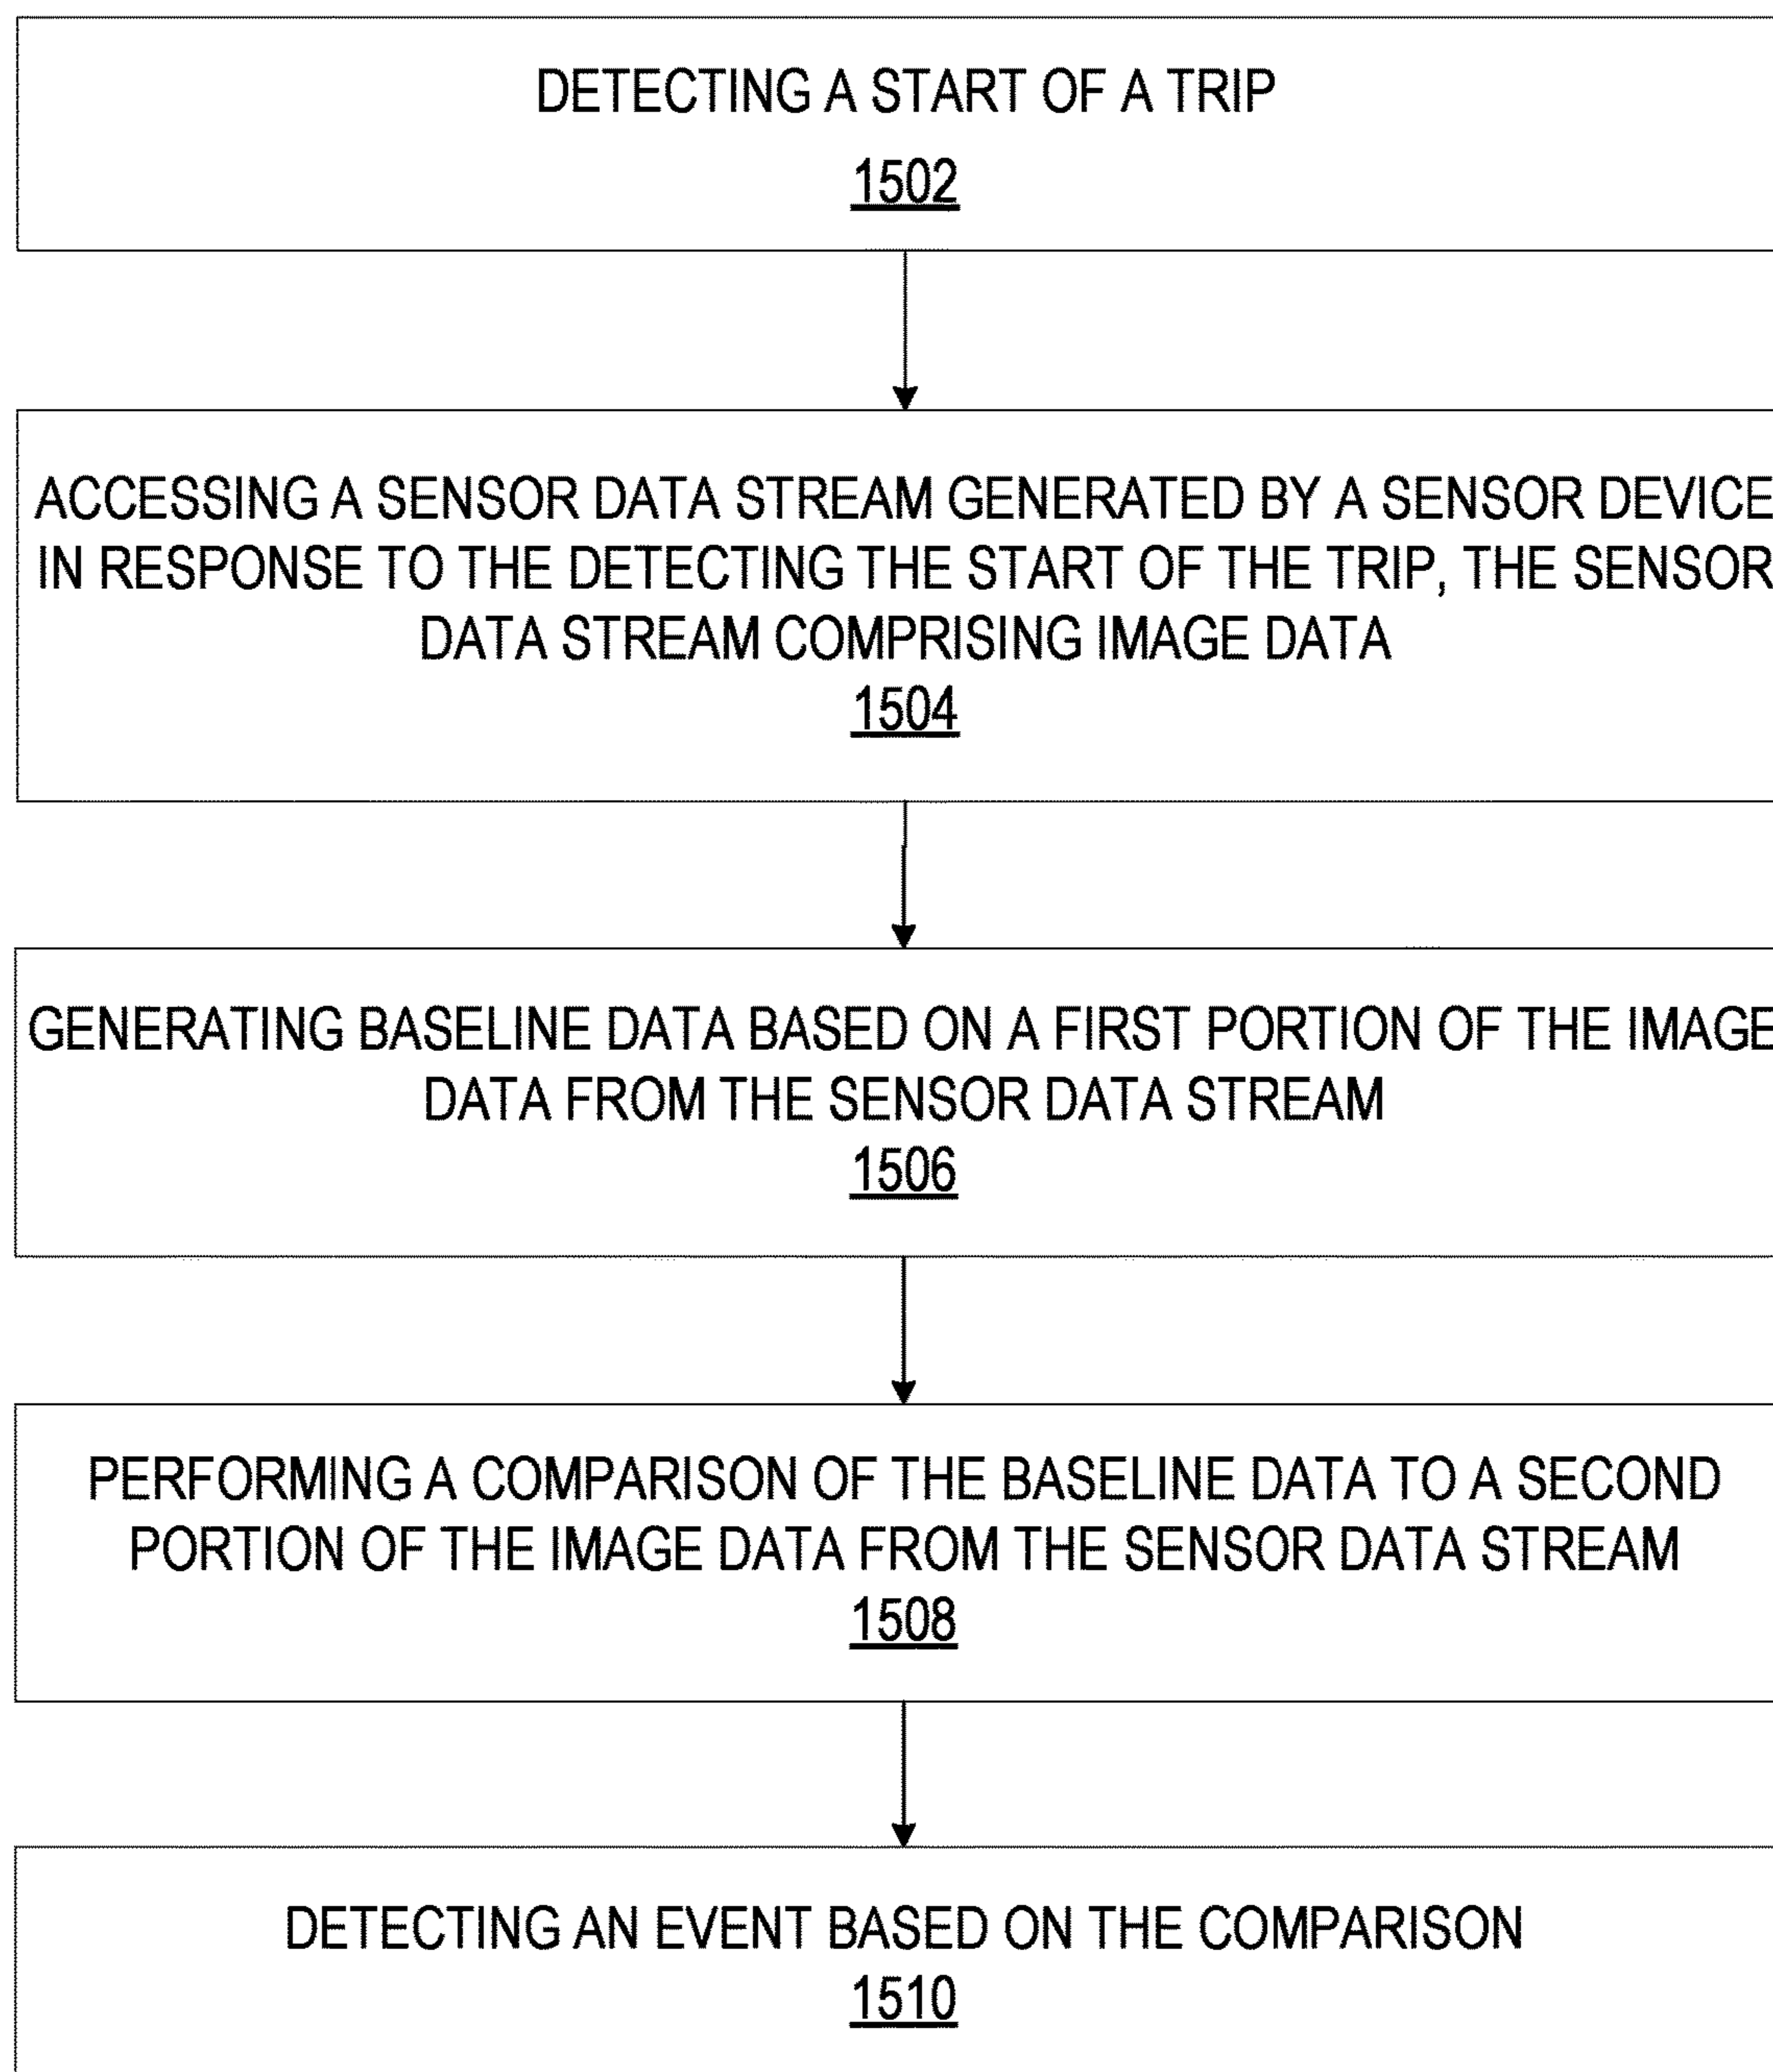 DETECTING A START OF A TRIP
1502
ACCESSING A SENSOR DATA STREAM GENERATED BY A SENSOR DEVICE
IN RESPONSE TO THE DETECTING THE START OF THE TRIP, THE SENSOR
DATA STREAM COMPRISING IMAGE DATA
1504
GENERATING BASELINE DATA BASED ON A FIRST PORTION OF THE IMAGE
DATA FROM THE SENSOR DATA STREAM
1506
PERFORMING A COMPARISON OF THE BASELINE DATA TO A SECOND
PORTION OF THE IMAGE DATA FROM THE SENSOR DATA STREAM
1508
DETECTING AN EVENT BASED ON THE COMPARISON
1510